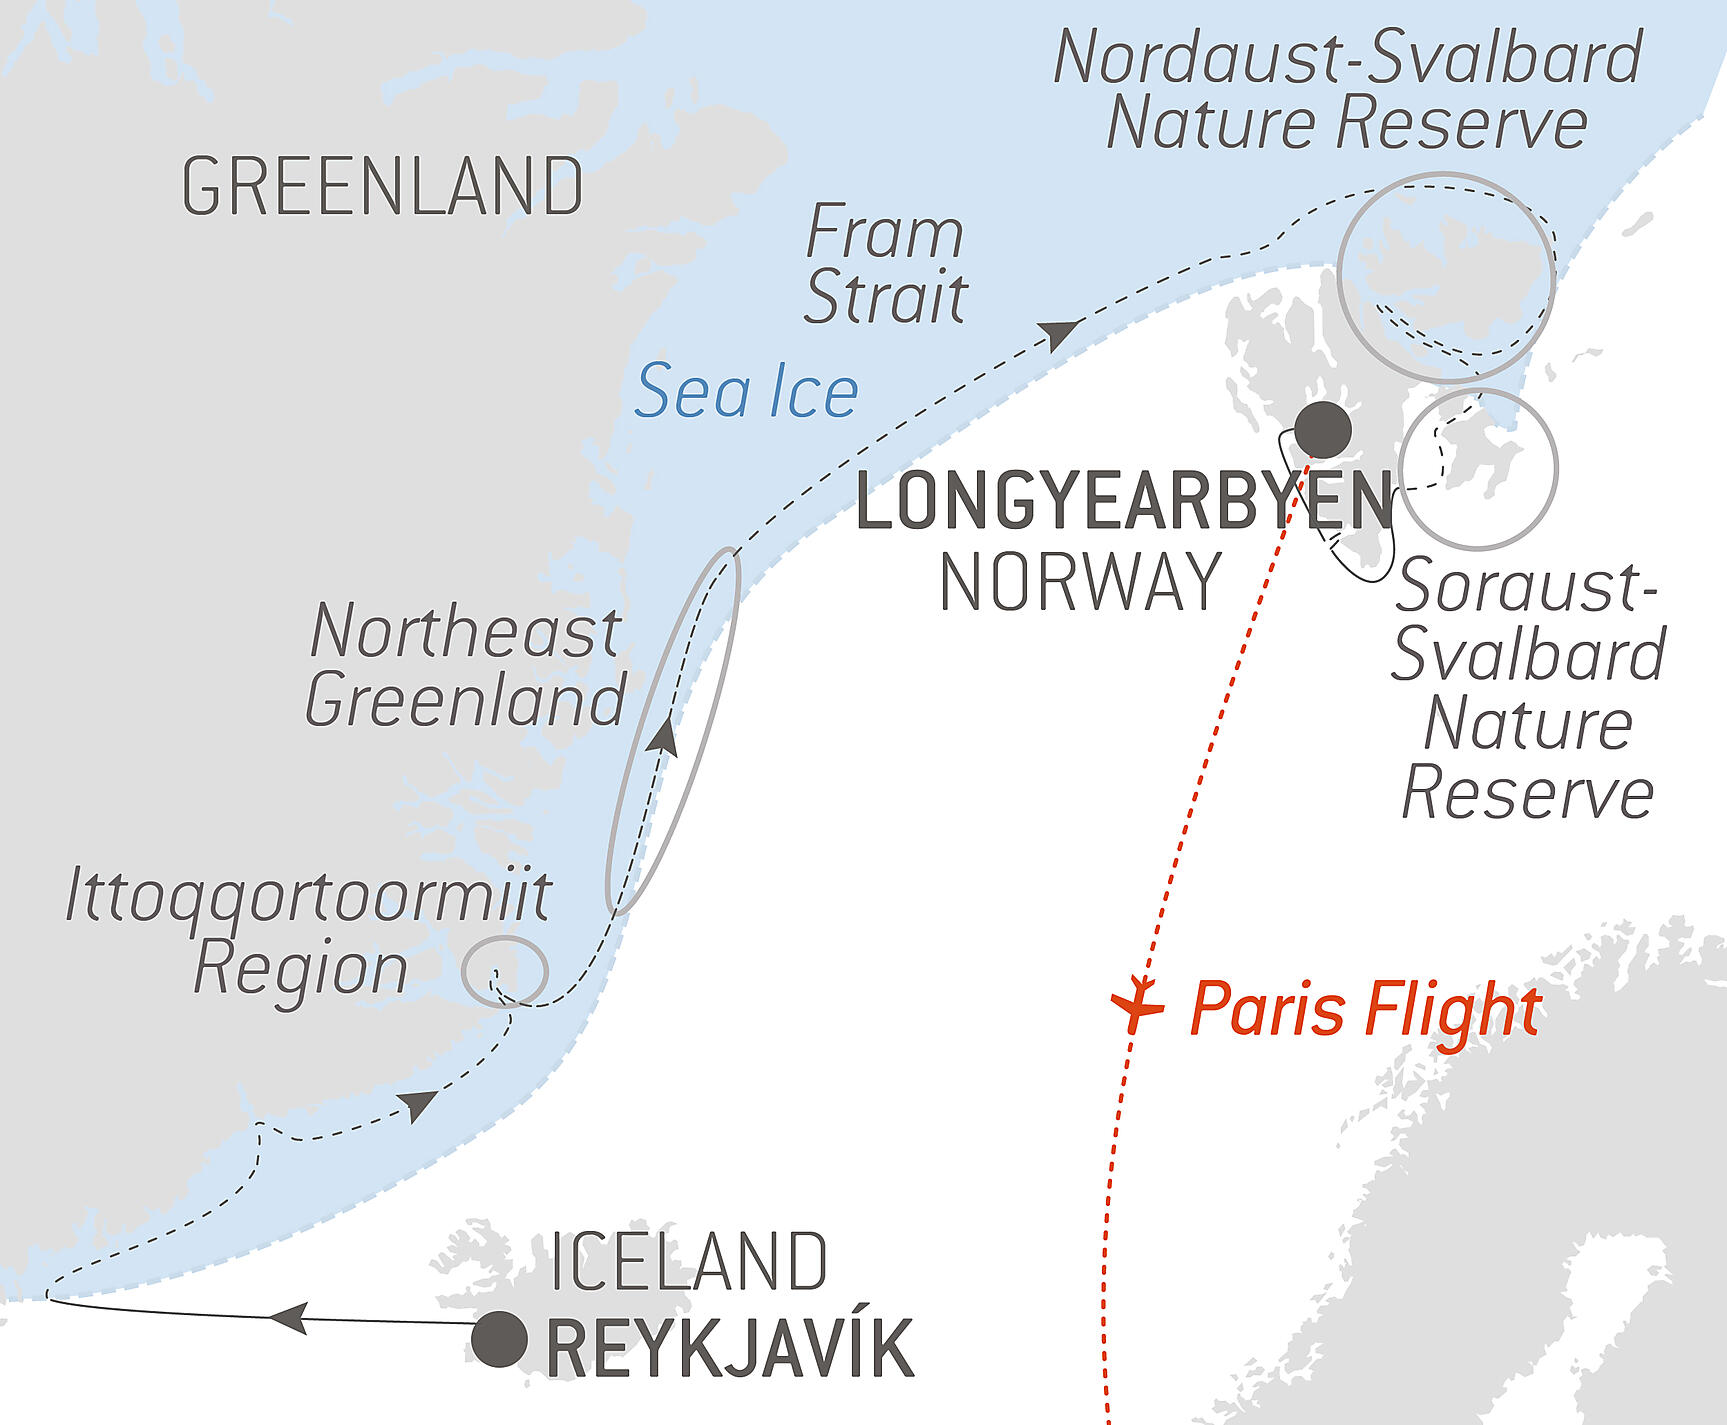 Nordaust-Svalbard
Nature Reserve
GREENLAND
Fram
Strait
Sea Ice
LONGYEARBYEN
NORWAY
Soraust-
Svalbard
Nature
Reserve
Northeast
Greenland
Ittoqqortoormiit
Region
Paris Flight
ICELAND
REYKJAVÍK